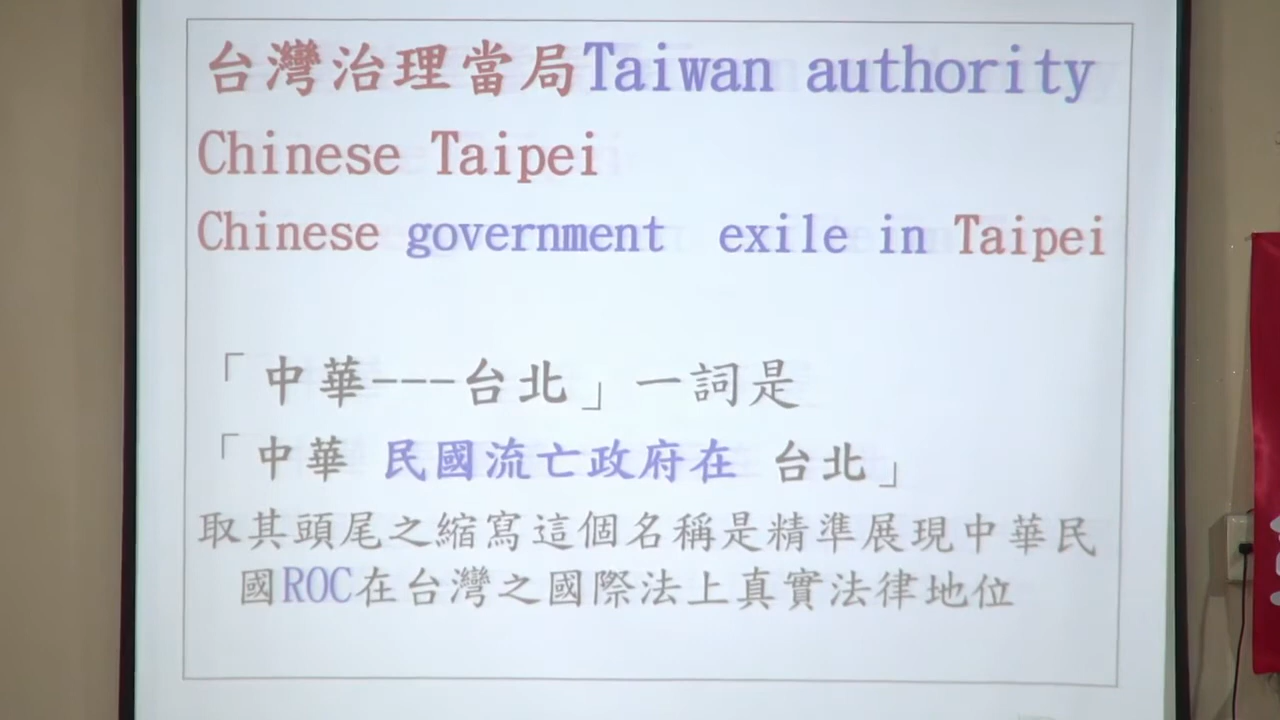 台灣治理當局Taiwan authority
Chinese Taipei
Chinese government exile in Taipei
「中華---台北」一詞是
「中華 民國流亡政府在 台北」
取其頭尾之縮寫這個名稱是精準展現中華民
國ROC在台灣之國際法上真實法律地位